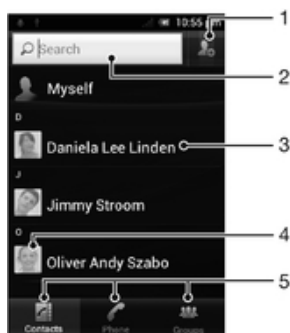 10:55 pm
1
Search
2
Myself
D
Daniela Lee Linden
3
J
Jimmy Stroom
O
4
Oliver Andy Szabo
5
Contacts
Phone
Groups